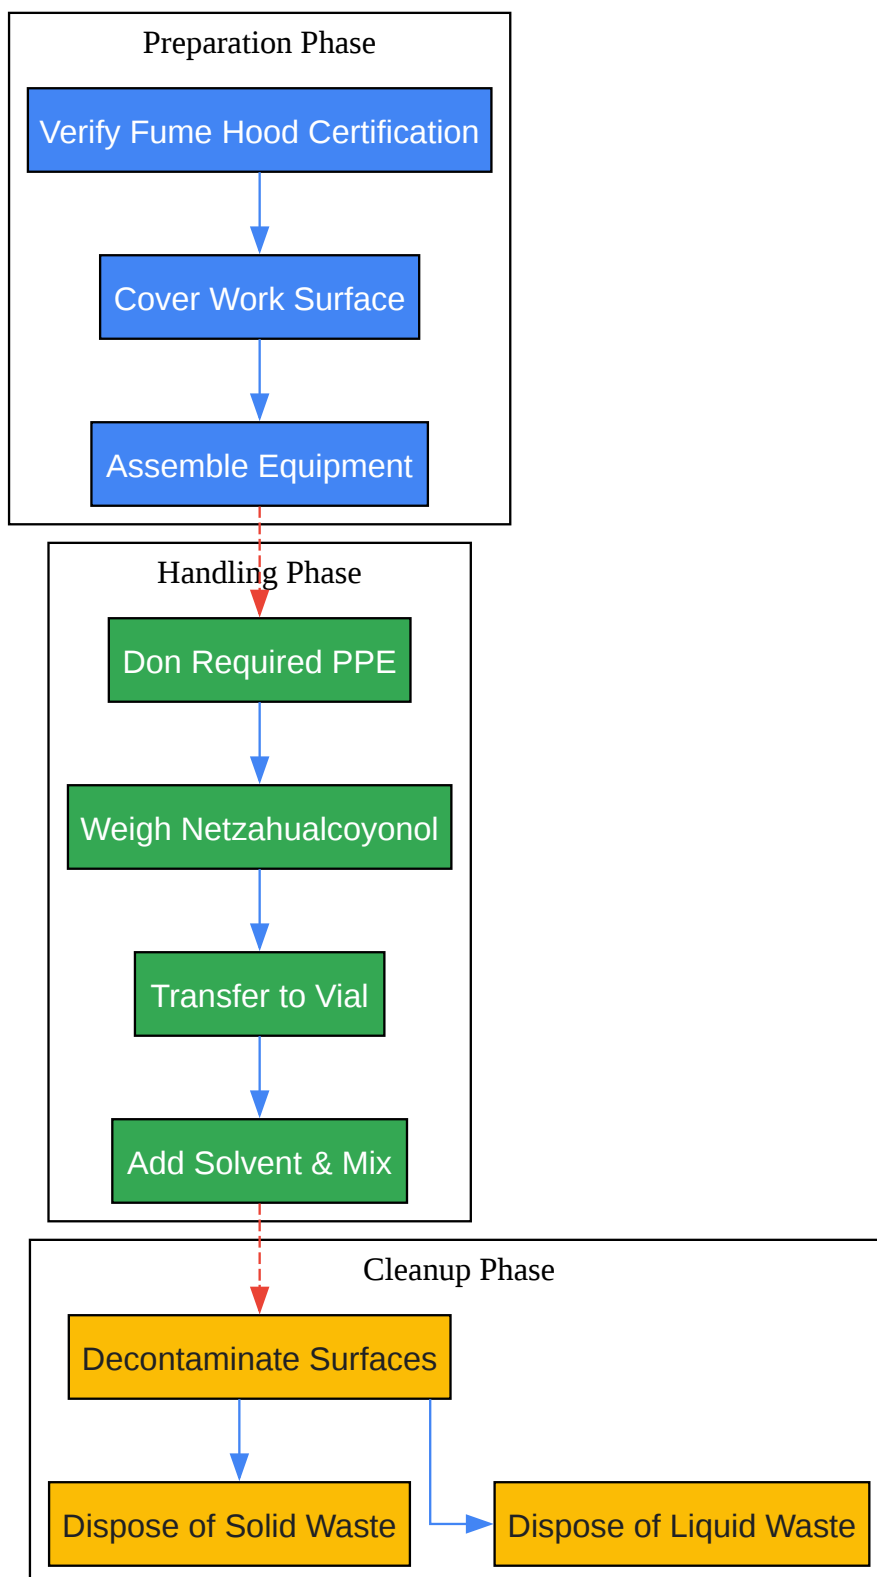 Preparation Phase
Verify Fume Hood Certification
Cover Work Surface
Assemble Equipment
Handling Phase
Don Required PPE
Weigh Netzahualcoyonol
Transfer to Vial
Add Solvent & Mix
Cleanup Phase
Decontaminate Surfaces
Dispose of Solid Waste
Dispose of Liquid Waste